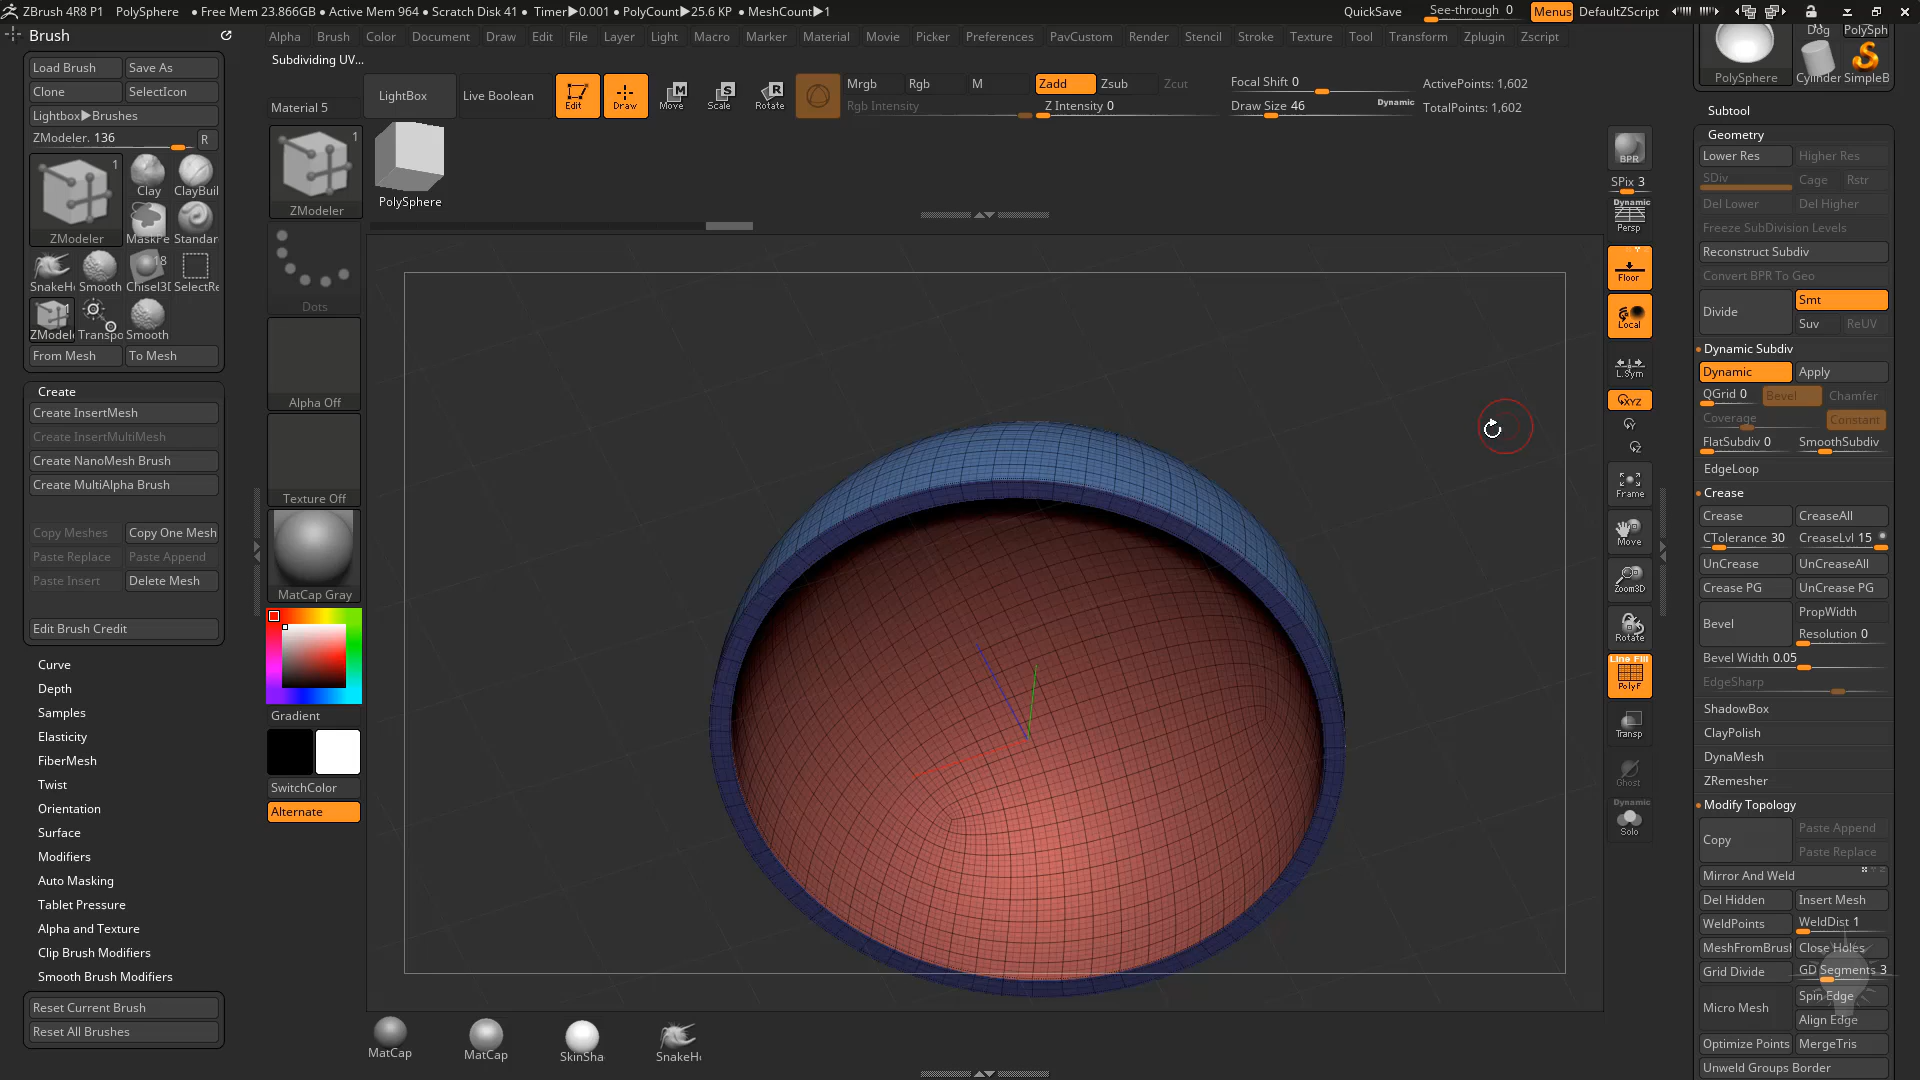 ZBrush 4R8 P1 PolySphere • Free Mem 23.866GB • Active Mem 964 • Scratch Disk 41 • Timer▶0.001 • PolyCount▶25.6 KP • MeshCount▶1 QuickSave See-through 0 Menus DefaultZScript
Brush
Alpha Brush Color Document Draw Edit File Layer Light Macro Marker Material Movie Picker Preferences PavCustom Render Stencil Stroke Texture Tool Transform Zplugin Zscript
Subdividing UV...
Load Brush Save As
Clone SelectIcon
Lightbox▶Brushes
ZModeler. 136 R
1
ZModeler
Clay ClayBuil
MaskPe Standar
SnakeH Smooth 18 Chisel3D SelectRe
1 ZModele Transpo Smooth
From Mesh To Mesh
Create
Create InsertMesh
Create InsertMultiMesh
Create NanoMesh Brush
Create MultiAlpha Brush
Copy Meshes Copy One Mesh
Paste Replace Paste Append
Paste Insert Delete Mesh
Edit Brush Credit
Curve
Depth
Samples
Elasticity
FiberMesh
Twist
Orientation
Surface
Modifiers
Auto Masking
Tablet Pressure
Alpha and Texture
Clip Brush Modifiers
Smooth Brush Modifiers
Reset Current Brush
Reset All Brushes
Material 5
LightBox Live Boolean Edit Draw M Move S Scale R Rotate
Mrgb Rgb M Zadd Zsub Zcut
Rgb Intensity Z Intensity 0
Focal Shift 0
Draw Size 46 Dynamic
ActivePoints: 1,602
TotalPoints: 1,602
1
ZModeler
PolySphere
Dots
Alpha Off
Texture Off
MatCap Gray
Gradient
SwitchColor
Alternate
MatCap MatCap SkinSha SnakeH
BPR
SPix 3
Dynamic
Persp
Floor
Local
L.Sym
XYZ
Y
Z
Frame
Move
Zoom3D
Rotate
Line Fill
PolyF
Transp
Ghost
Dynamic
Solo
Dog PolySph
PolySphere Cylinder SimpleB
Subtool
Geometry
Lower Res Higher Res
SDiv Cage Rstr
Del Lower Del Higher
Freeze SubDivision Levels
Reconstruct Subdiv
Convert BPR To Geo
Divide Smt
Suv ReUV
Dynamic Subdiv
Dynamic Apply
QGrid 0 Bevel Chamfer
Coverage Constant
FlatSubdiv 0 SmoothSubdiv
EdgeLoop
Crease
Crease CreaseAll
CTolerance 30 CreaseLvl 15
UnCrease UnCreaseAll
Crease PG UnCrease PG
Bevel PropWidth
Resolution 0
Bevel Width 0.05
EdgeSharp
ShadowBox
ClayPolish
DynaMesh
ZRemesher
Modify Topology
Copy Paste Append
Paste Replace
Mirror And Weld
Del Hidden Insert Mesh
WeldPoints WeldDist 1
MeshFromBrush Close Holes
Grid Divide GD Segments 3
Micro Mesh Spin Edge
Align Edge
Optimize Points MergeTris
Unweld Groups Border